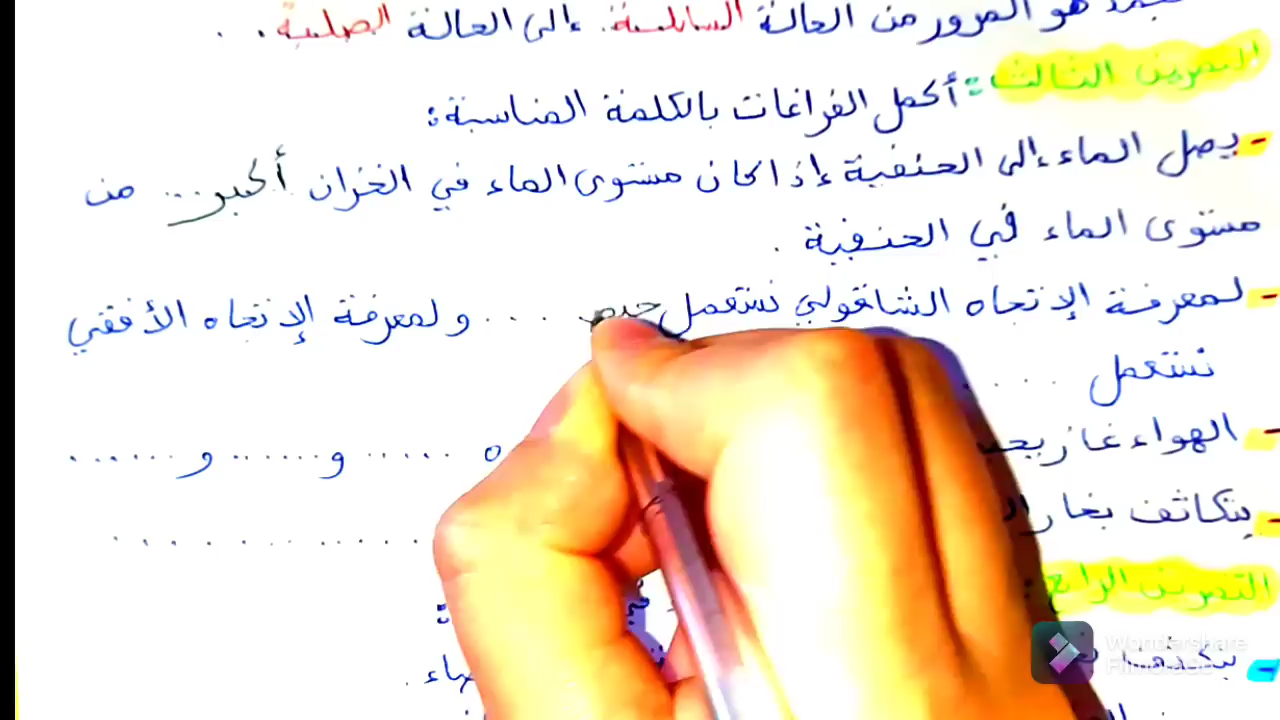 هو المرور من الحالة السائلة. إلى الحالة الصلبة. .
التمرين الثالث: أكمل الفراغات بالكلمة المناسبة:
- يصل الماء إلى الحنفية إذا كان مستوى الماء في الخزان أكبر... من
مستوى الماء في الحنفية .
- لمعرفة الإتجاه الشاقولي نستعمل خيط .... ولمعرفة الإتجاه الأفقي
نستعمل ....
- الهواء غاز ..... و ...... و ......
- يتكاثف بخار ..............
التمرين الرابع:
Wondershare
Filmora